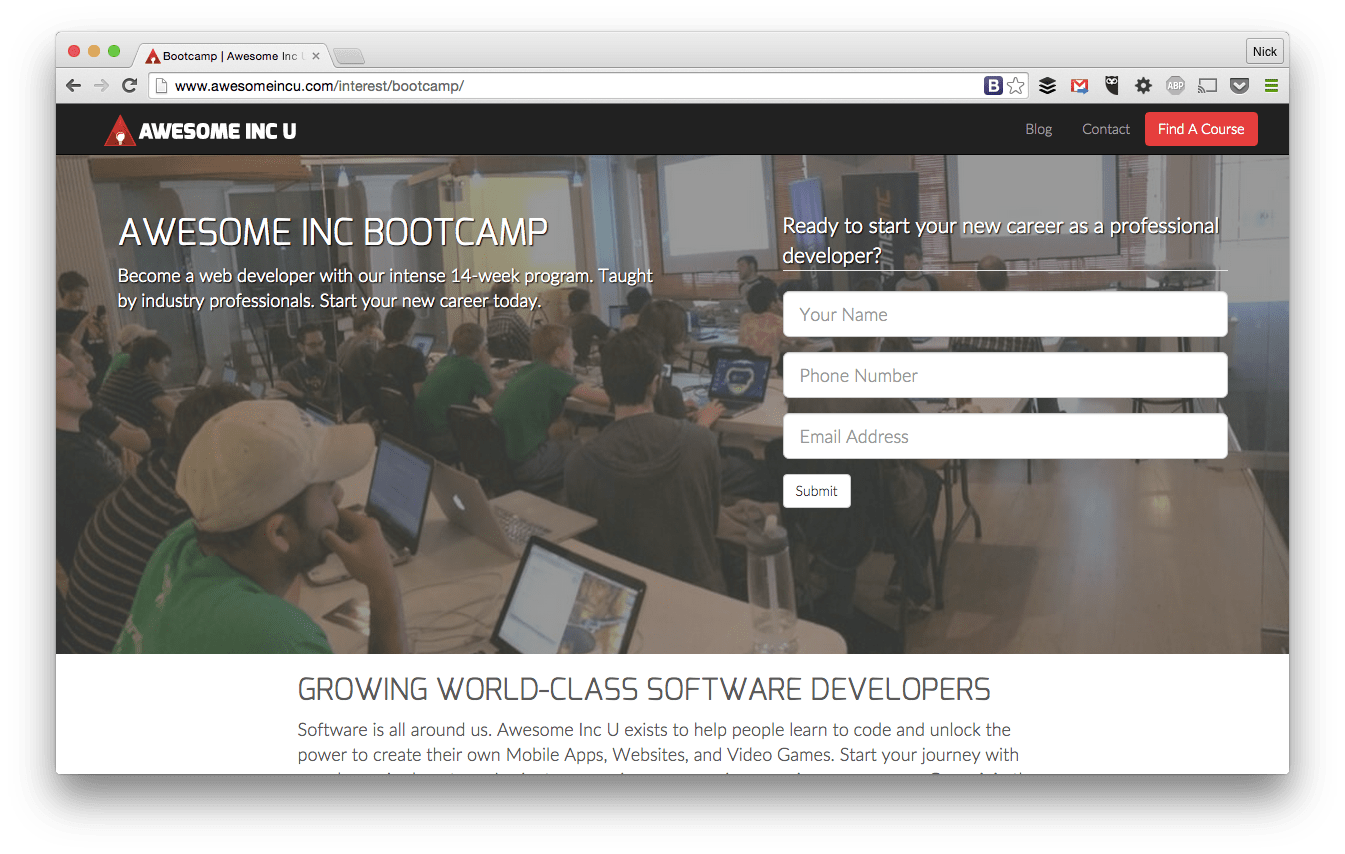 Bootcamp | Awesome Inc U
Nick
www.awesomeincu.com/interest/bootcamp/
B
ABP
AWESOME INC U
Blog
Contact
Find A Course
AWESOME INC BOOTCAMP
Become a web developer with our intense 14-week program. Taught
by industry professionals. Start your new career today.
Ready to start your new career as a professional
developer?
Your Name
Phone Number
Email Address
Submit
GROWING WORLD-CLASS SOFTWARE DEVELOPERS
Software is all around us. Awesome Inc U exists to help people learn to code and unlock the
power to create their own Mobile Apps, Websites, and Video Games. Start your journey with